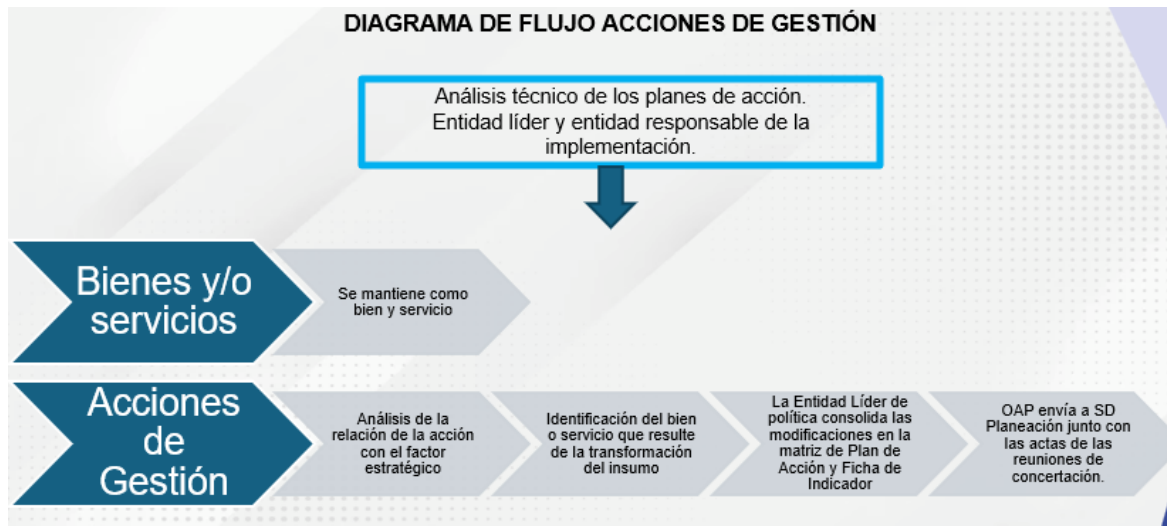 DIAGRAMA DE FLUJO ACCIONES DE GESTIÓN
Análisis técnico de los planes de acción.
Entidad líder y entidad responsable de la
implementación.
Bienes y/o
servicios
Se mantiene como
bien y servicio
Acciones
de
Gestión
Análisis de la
relación de la acción
con el factor
estratégico
Identificación del bien
o servicio que resulte
de la transformación
del insumo
La Entidad Líder de
política consolida las
modificaciones en la
matriz de Plan de
Acción y Ficha de
Indicador
OAP envía a SD
Planeación junto con
las actas de las
reuniones de
concertación.